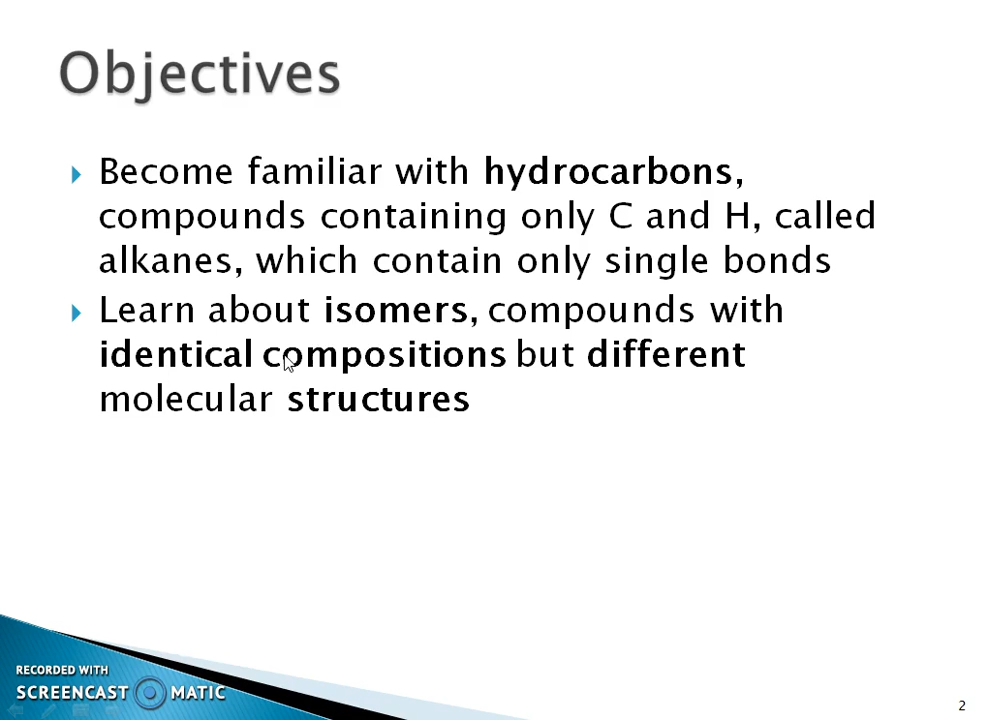 Objectives
Become familiar with hydrocarbons,
compounds containing only C and H, called
alkanes, which contain only single bonds
Learn about isomers, compounds with
identical compositions but different
molecular structures
RECORDED WITH
SCREENCAST MATIC
2